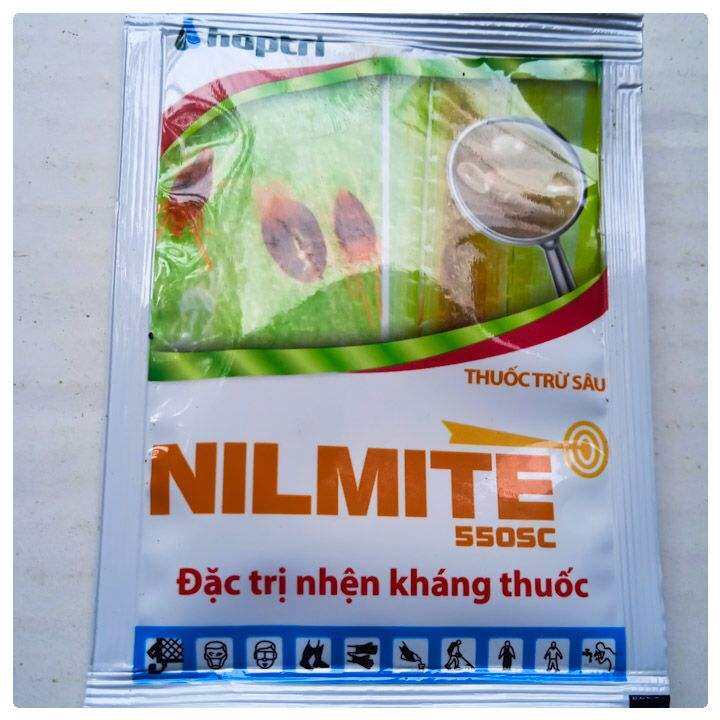 hoptri
THUỐC TRỪ SÂU
NILMITE
550SC
Đặc trị nhện kháng thuốc